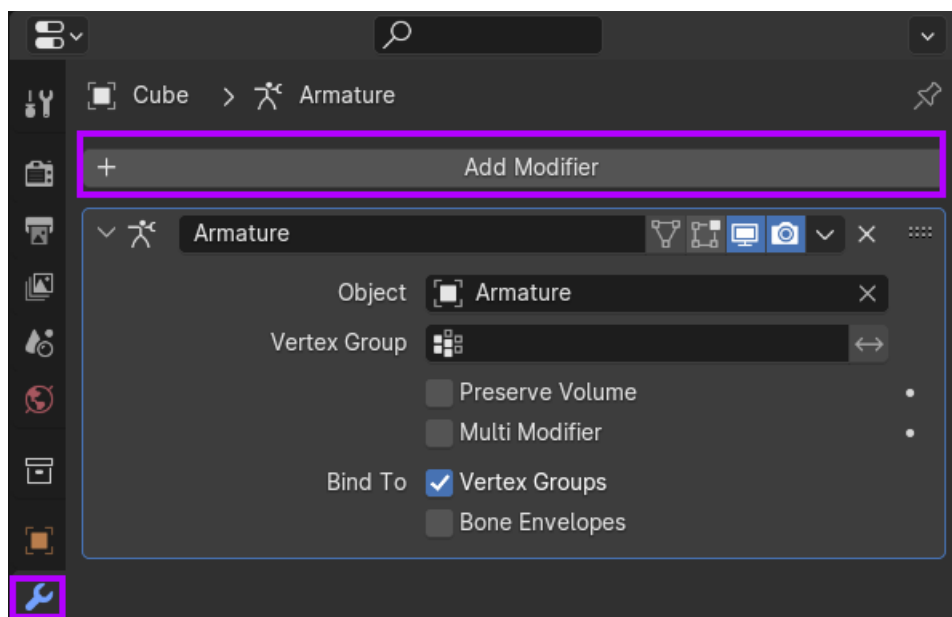 Cube > Armature
+ Add Modifier
Armature
Object Armature
Vertex Group
Preserve Volume
Multi Modifier
Bind To Vertex Groups
Bone Envelopes